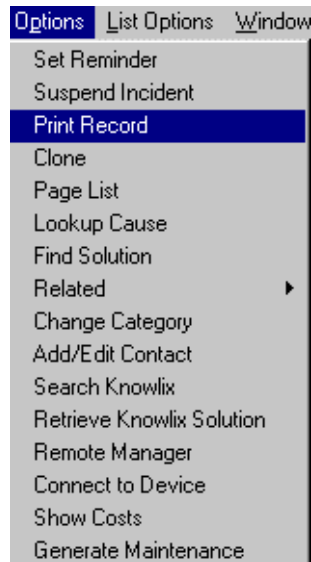 Options List Options Window
Set Reminder
Suspend Incident
Print Record
Clone
Page List
Lookup Cause
Find Solution
Related
Change Category
Add/Edit Contact
Search Knowlix
Retrieve Knowlix Solution
Remote Manager
Connect to Device
Show Costs
Generate Maintenance